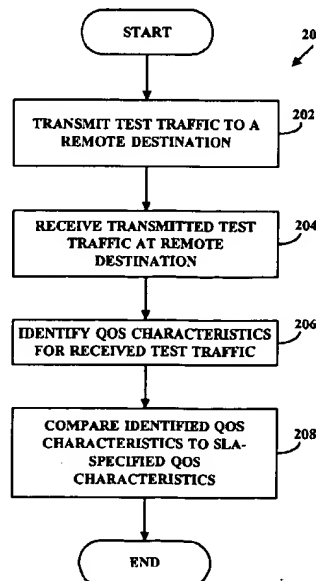 START
20
TRANSMIT TEST TRAFFIC TO A
REMOTE DESTINATION
202
RECEIVE TRANSMITTED TEST
TRAFFIC AT REMOTE
DESTINATION
204
IDENTIFY QOS CHARACTERISTICS
FOR RECEIVED TEST TRAFFIC
206
COMPARE IDENTIFIED QOS
CHARACTERISTICS TO SLA-
SPECIFIED QOS
CHARACTERISTICS
208
END